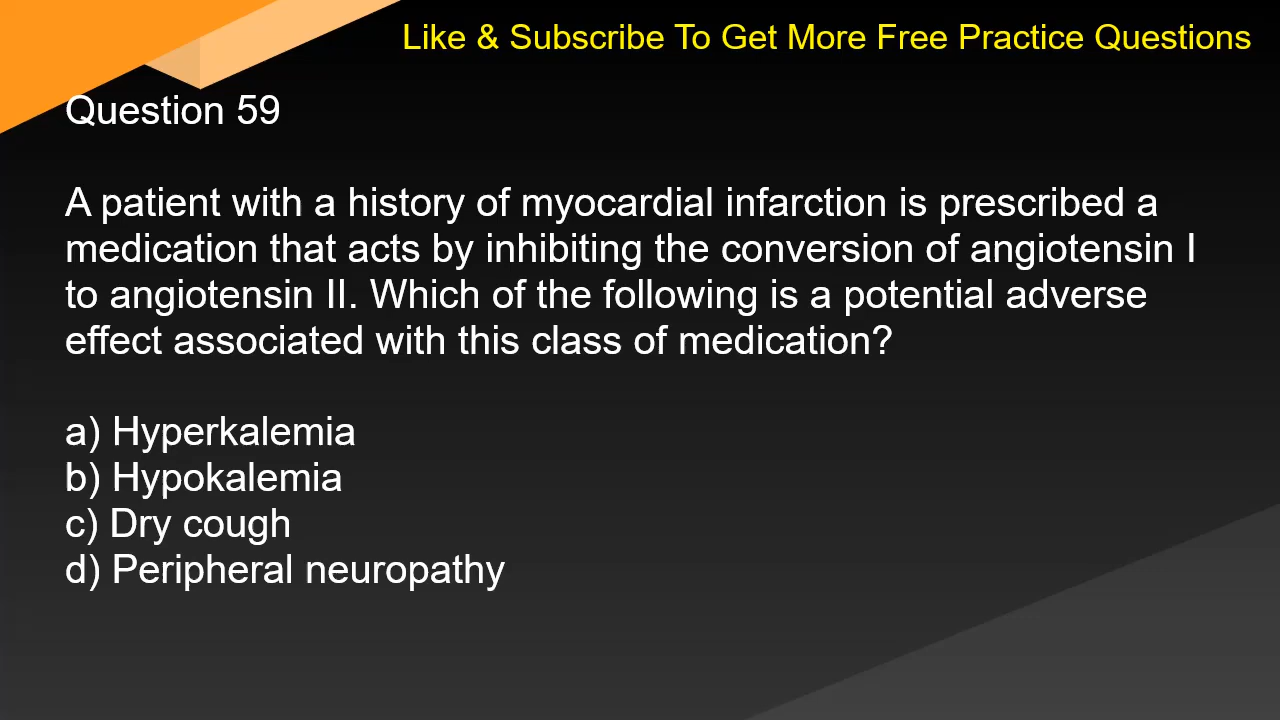 Like & Subscribe To Get More Free Practice Questions
Question 59
A patient with a history of myocardial infarction is prescribed a
medication that acts by inhibiting the conversion of angiotensin I
to angiotensin II. Which of the following is a potential adverse
effect associated with this class of medication?
a) Hyperkalemia
b) Hypokalemia
c) Dry cough
d) Peripheral neuropathy